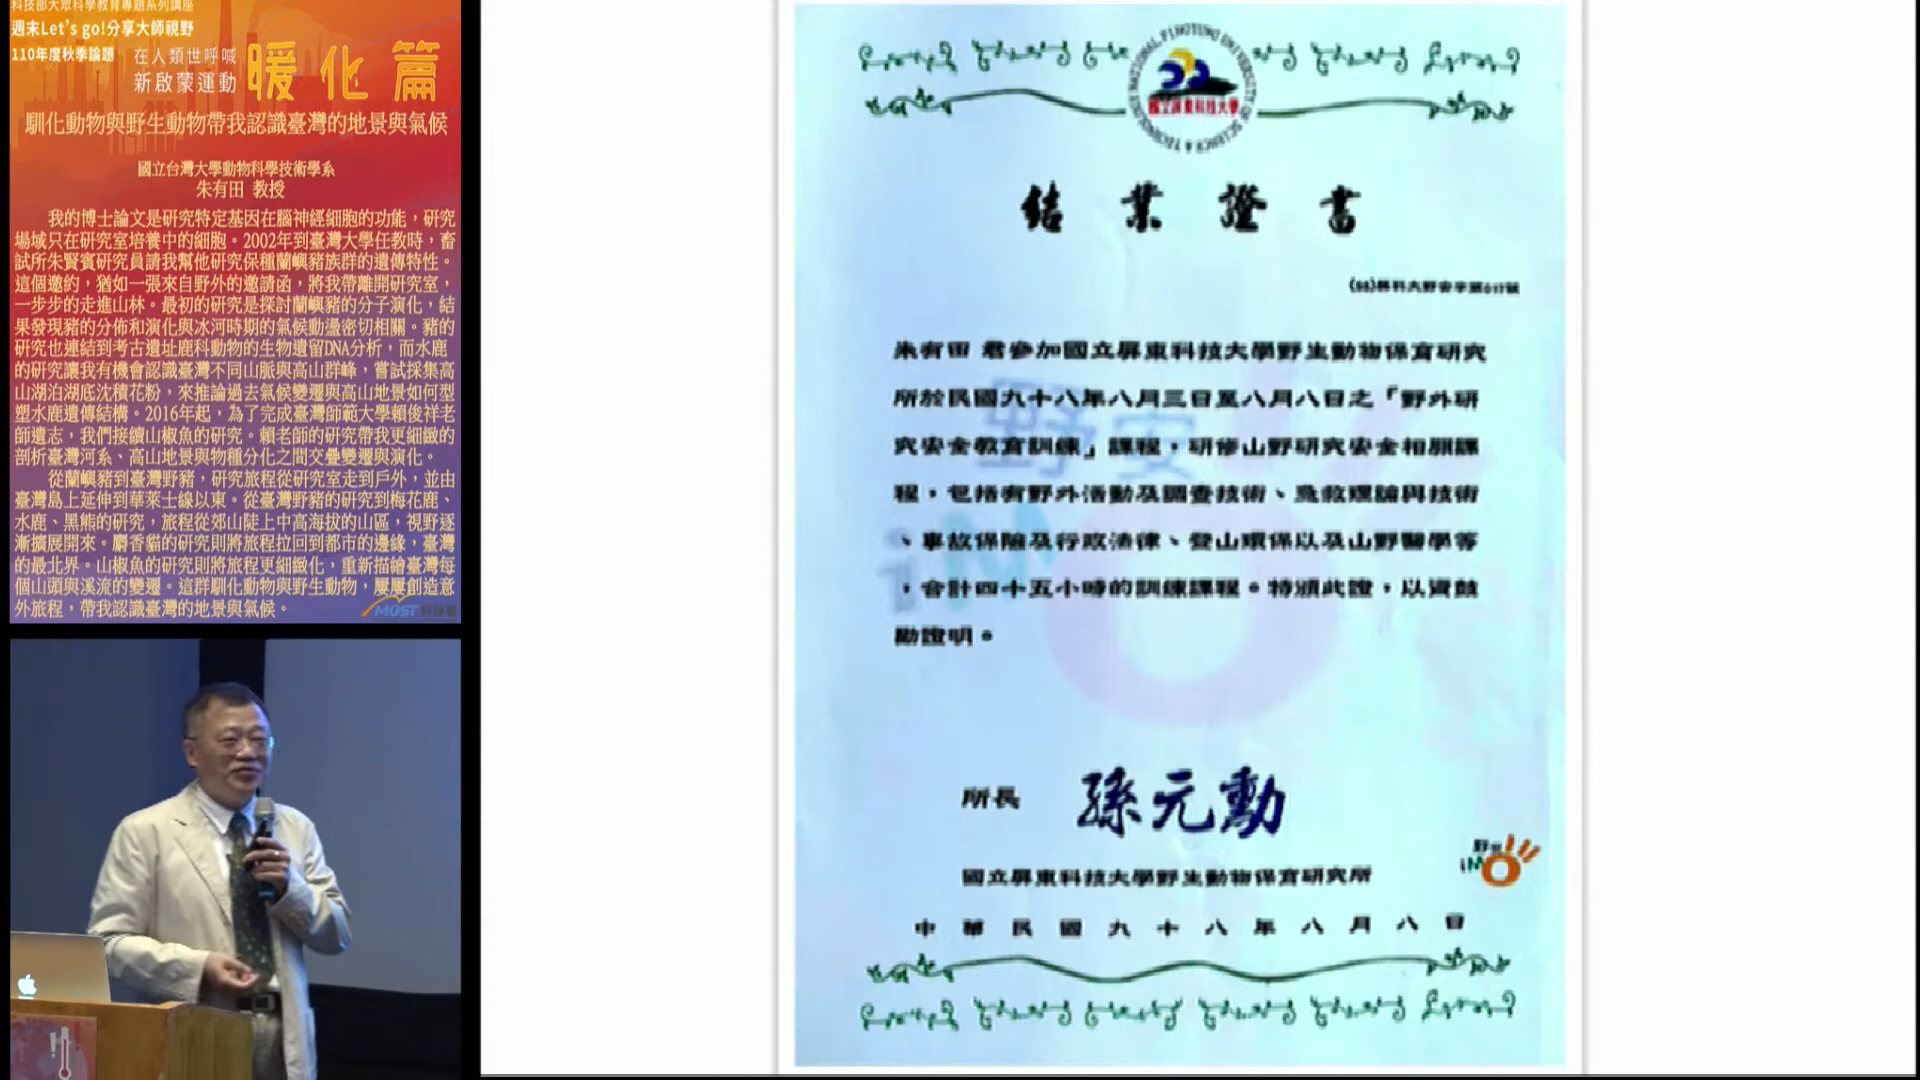 科技部大眾科學教育專題系列講座
週末Let's go!分享大師視野
110年度秋季論題
在人類世呼喊
新啟蒙運動
暖化篇
馴化動物與野生動物帶我認識臺灣的地景與氣候
國立台灣大學動物科學技術學系
朱有田 教授
我的博士論文是研究特定基因在腦神經細胞的功能，研究
場域只在研究室培養中的細胞。2002年到臺灣大學任教時，畜
試所朱賢賓研究員請我幫他研究保種蘭嶼豬族群的遺傳特性。
這個邀約，猶如一張來自野外的邀請函，將我帶離開研究室，
一步步的走進山林。最初的研究是探討蘭嶼豬的分子演化，結
果發現豬的分佈和演化與冰河時期的氣候動盪密切相關。豬的
研究也連結到考古遺址鹿科動物的生物遺留DNA分析，而水鹿
的研究讓我有機會認識臺灣不同山脈與高山群峰，嘗試採集高
山湖泊湖底沈積花粉，來推論過去氣候變遷與高山地景如何型
塑水鹿遺傳結構。2016年起，為了完成臺灣師範大學賴俊祥老
師遺志，我們接續山椒魚的研究。賴老師的研究帶我更細緻的
剖析臺灣河系、高山地景與物種分化之間交疊變遷與演化。
從蘭嶼豬到臺灣野豬，研究旅程從研究室走到戶外，並由
臺灣島上延伸到華萊士線以東。從臺灣野豬的研究到梅花鹿、
水鹿、黑熊的研究，旅程從郊山陡上中高海拔的山區，視野逐
漸擴展開來。麝香貓的研究則將旅程拉回到都市的邊緣，臺灣
的最北界。山椒魚的研究則將旅程更細緻化，重新描繪臺灣每
個山頭與溪流的變遷。這群馴化動物與野生動物，屢屢創造意
外旅程，帶我認識臺灣的地景與氣候。
MOST 科技部
NATIONAL PINGTUNG UNIVERSITY OF SCIENCE & TECHNOLOGY
國立屏東科技大學
結業證書
朱有田 君參加國立屏東科技大學野生動物保育研究
所於民國九十八年八月三日至八月八日之「野外研
究安全教育訓練」課程，研修山野研究安全相關課
程，包括有野外活動及調查技術、急救理論與技術
、事故保險及行政法律、登山環保以及山野醫學等
，合計四十五小時的訓練課程。特頒此證，以資鼓
勵證明。
野安
iMO
所長 孫元勳
國立屏東科技大學野生動物保育研究所
中華民國九十八年八月八日